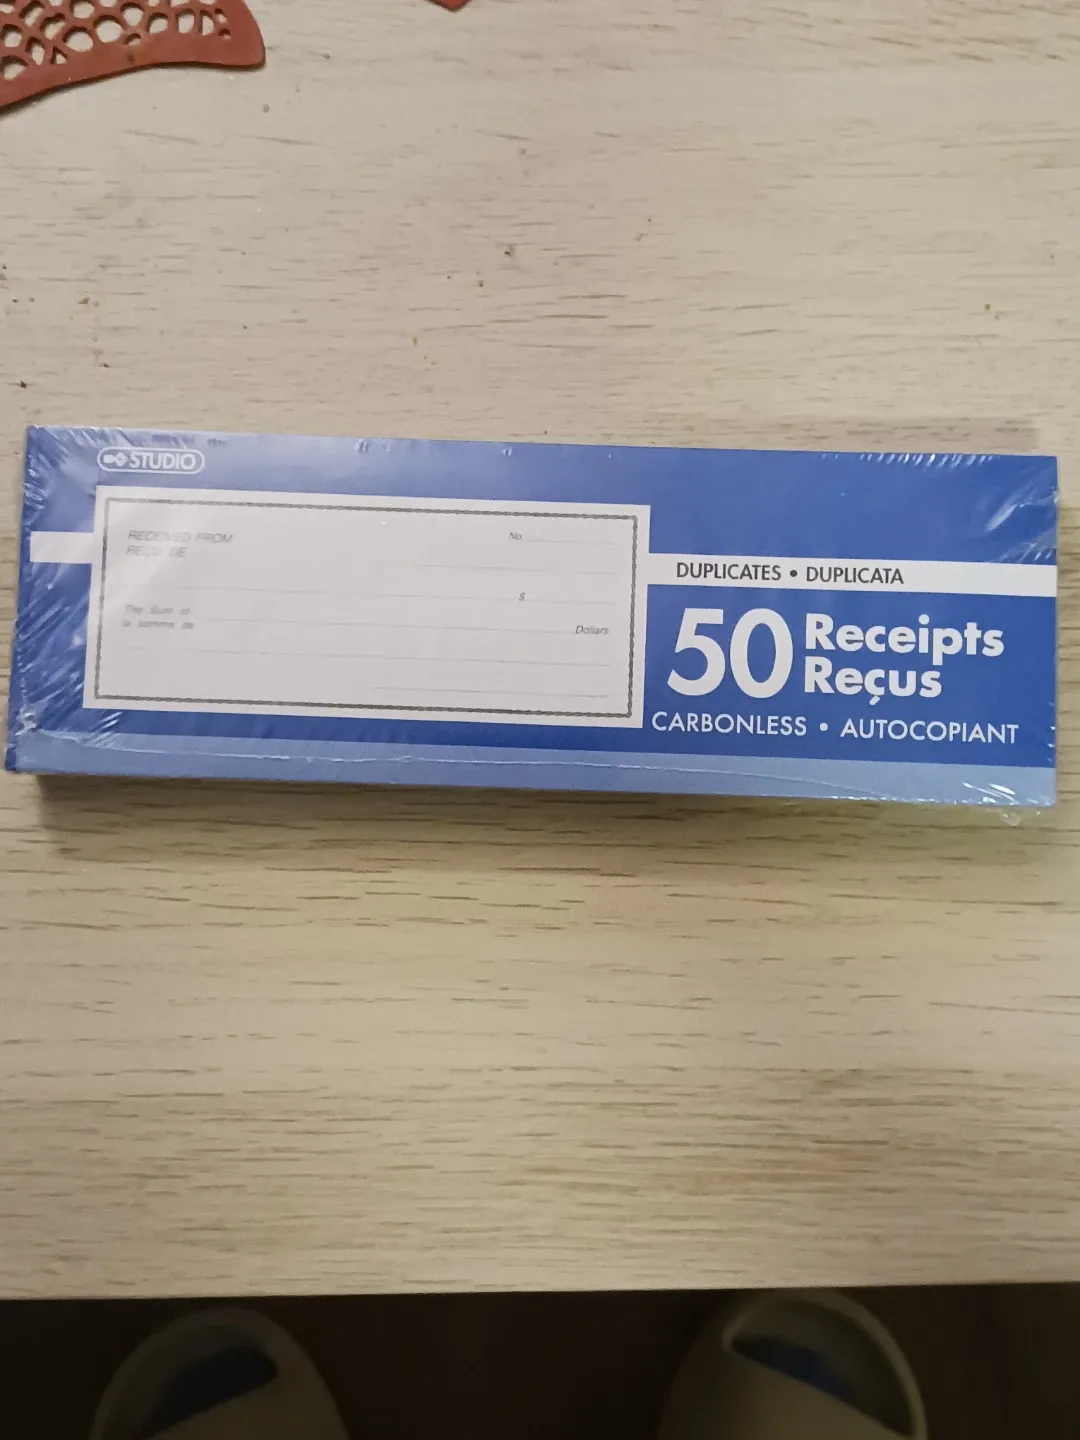 STUDIO
RECEIVED FROM
REÇU DE
No.
$
The Sum of
la somme de
Dollars
DUPLICATES • DUPLICATA
50 Receipts
Reçus
CARBONLESS • AUTOCOPIANT